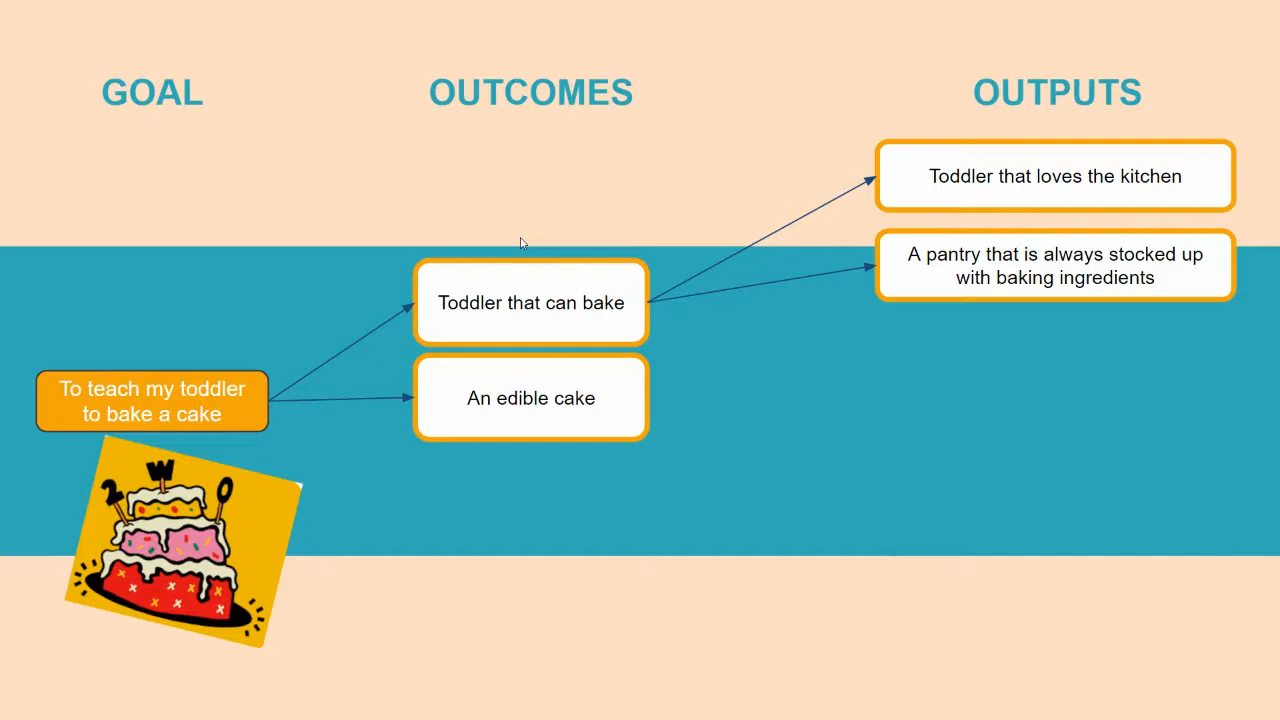 GOAL
OUTCOMES
OUTPUTS
Toddler that loves the kitchen
A pantry that is always stocked up
with baking ingredients
Toddler that can bake
An edible cake
To teach my toddler
to bake a cake
2 W O